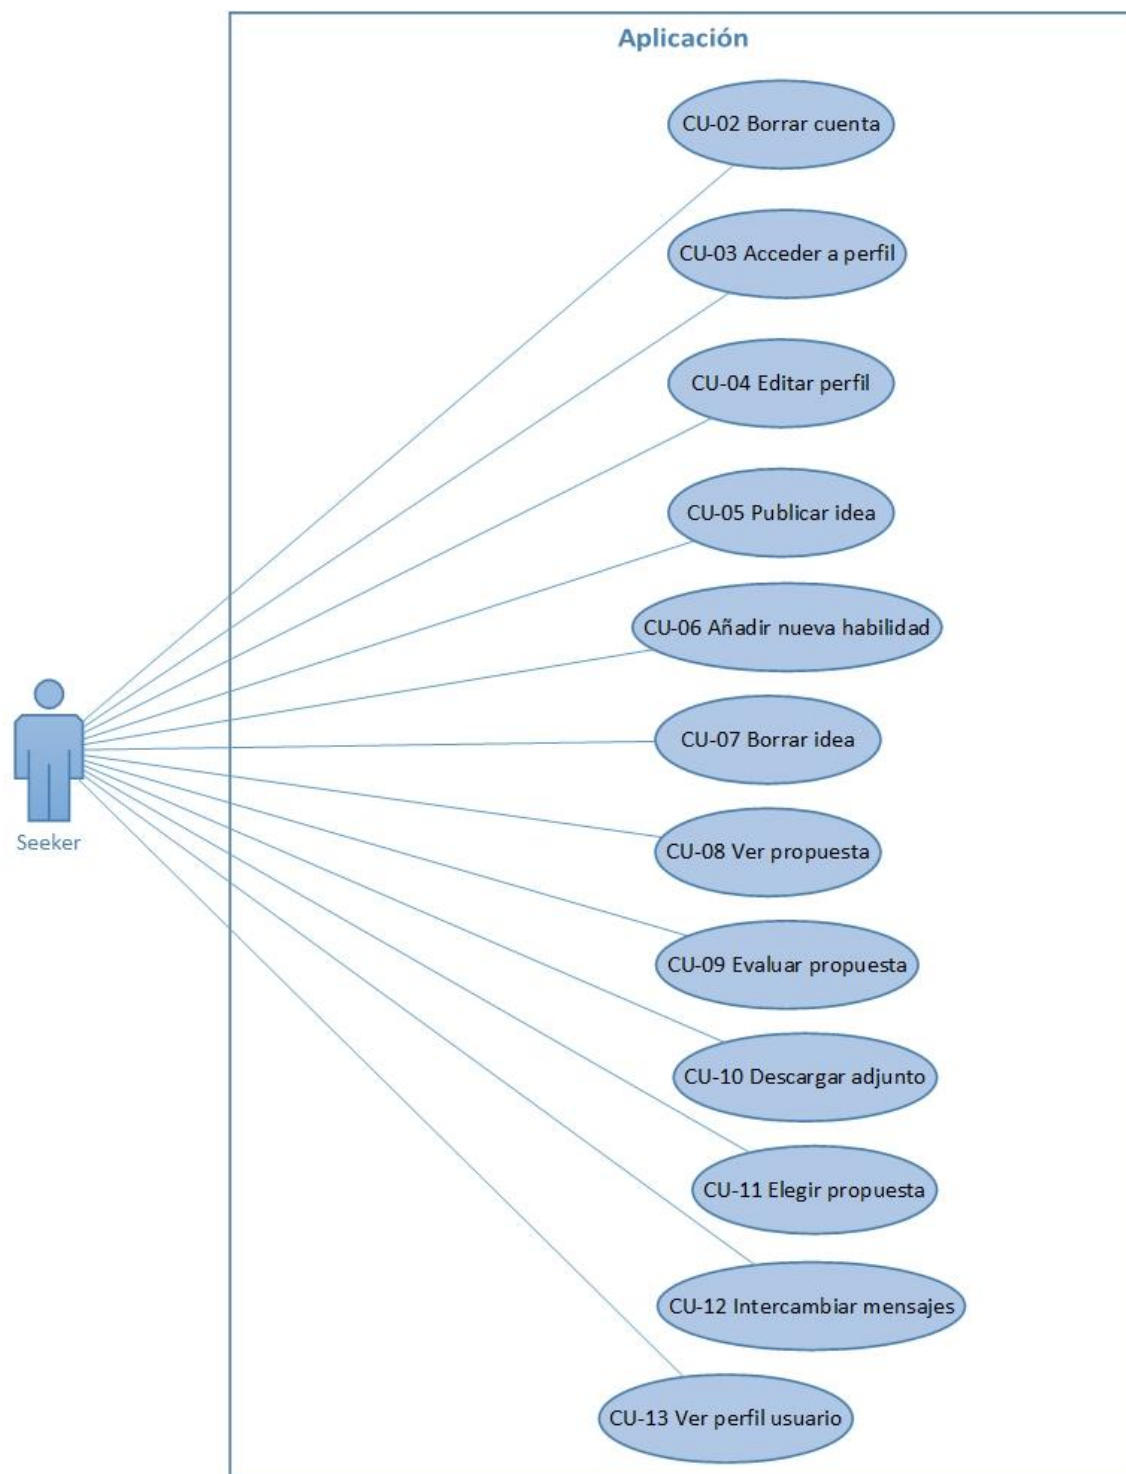 Aplicación
CU-02 Borrar cuenta
CU-03 Acceder a perfil
CU-04 Editar perfil
CU-05 Publicar idea
CU-06 Añadir nueva habilidad
CU-07 Borrar idea
Seeker
CU-08 Ver propuesta
CU-09 Evaluar propuesta
CU-10 Descargar adjunto
CU-11 Elegir propuesta
CU-12 Intercambiar mensajes
CU-13 Ver perfil usuario